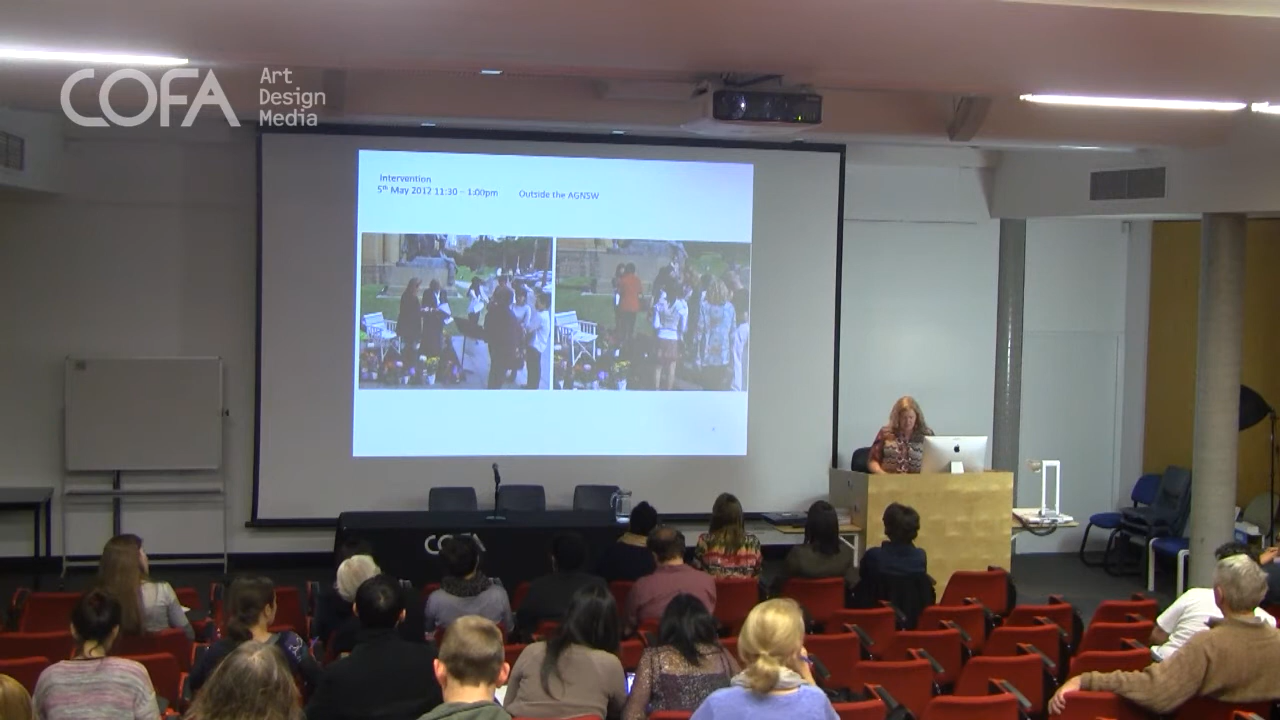 COFA
Art
Design
Media
Intervention
5th May 2012 11:30 – 1:00pm Outside the AGNSW
COFA